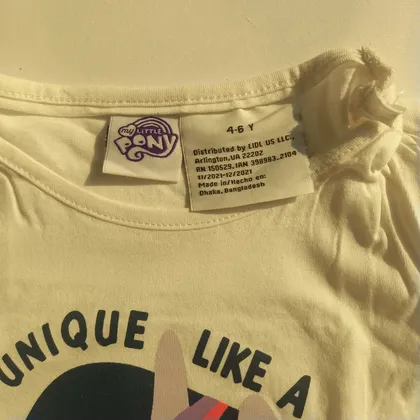 my LITTLE
PONY
4-6 Y
Distributed by LIDL US LLC.,
Arlington,VA 22202
RN 150529, IAN 398983_2104
11/2021-12/2021
Made in/Hecho en:
Dhaka, Bangladesh
UNIQUE LIKE A